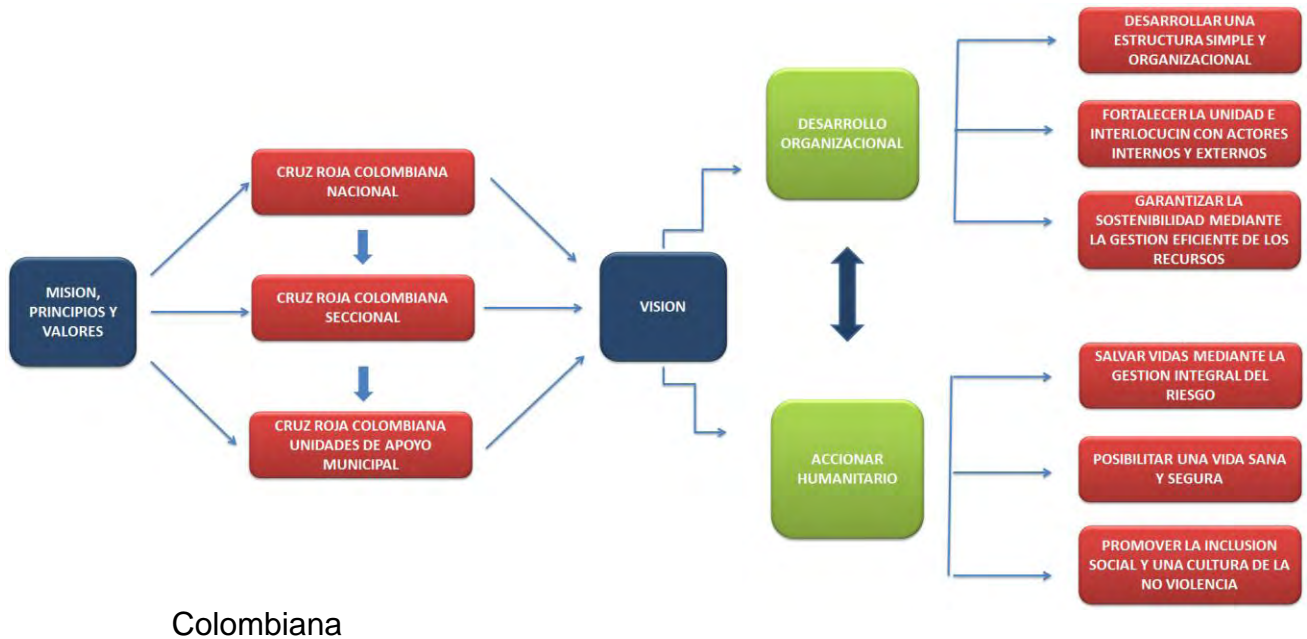 MISION,
PRINCIPIOS Y
VALORES
CRUZ ROJA COLOMBIANA
NACIONAL
CRUZ ROJA COLOMBIANA
SECCIONAL
CRUZ ROJA COLOMBIANA
UNIDADES DE APOYO
MUNICIPAL
VISION
DESARROLLO
ORGANIZACIONAL
ACCIONAR
HUMANITARIO
DESARROLLAR UNA
ESTRUCTURA SIMPLE Y
ORGANIZACIONAL
FORTALECER LA UNIDAD E
INTERLOCUCIN CON ACTORES
INTERNOS Y EXTERNOS
GARANTIZAR LA
SOSTENIBILIDAD MEDIANTE
LA GESTION EFICIENTE DE LOS
RECURSOS
SALVAR VIDAS MEDIANTE LA
GESTION INTEGRAL DEL
RIESGO
POSIBILITAR UNA VIDA SANA
Y SEGURA
PROMOVER LA INCLUSION
SOCIAL Y UNA CULTURA DE LA
NO VIOLENCIA
Colombiana